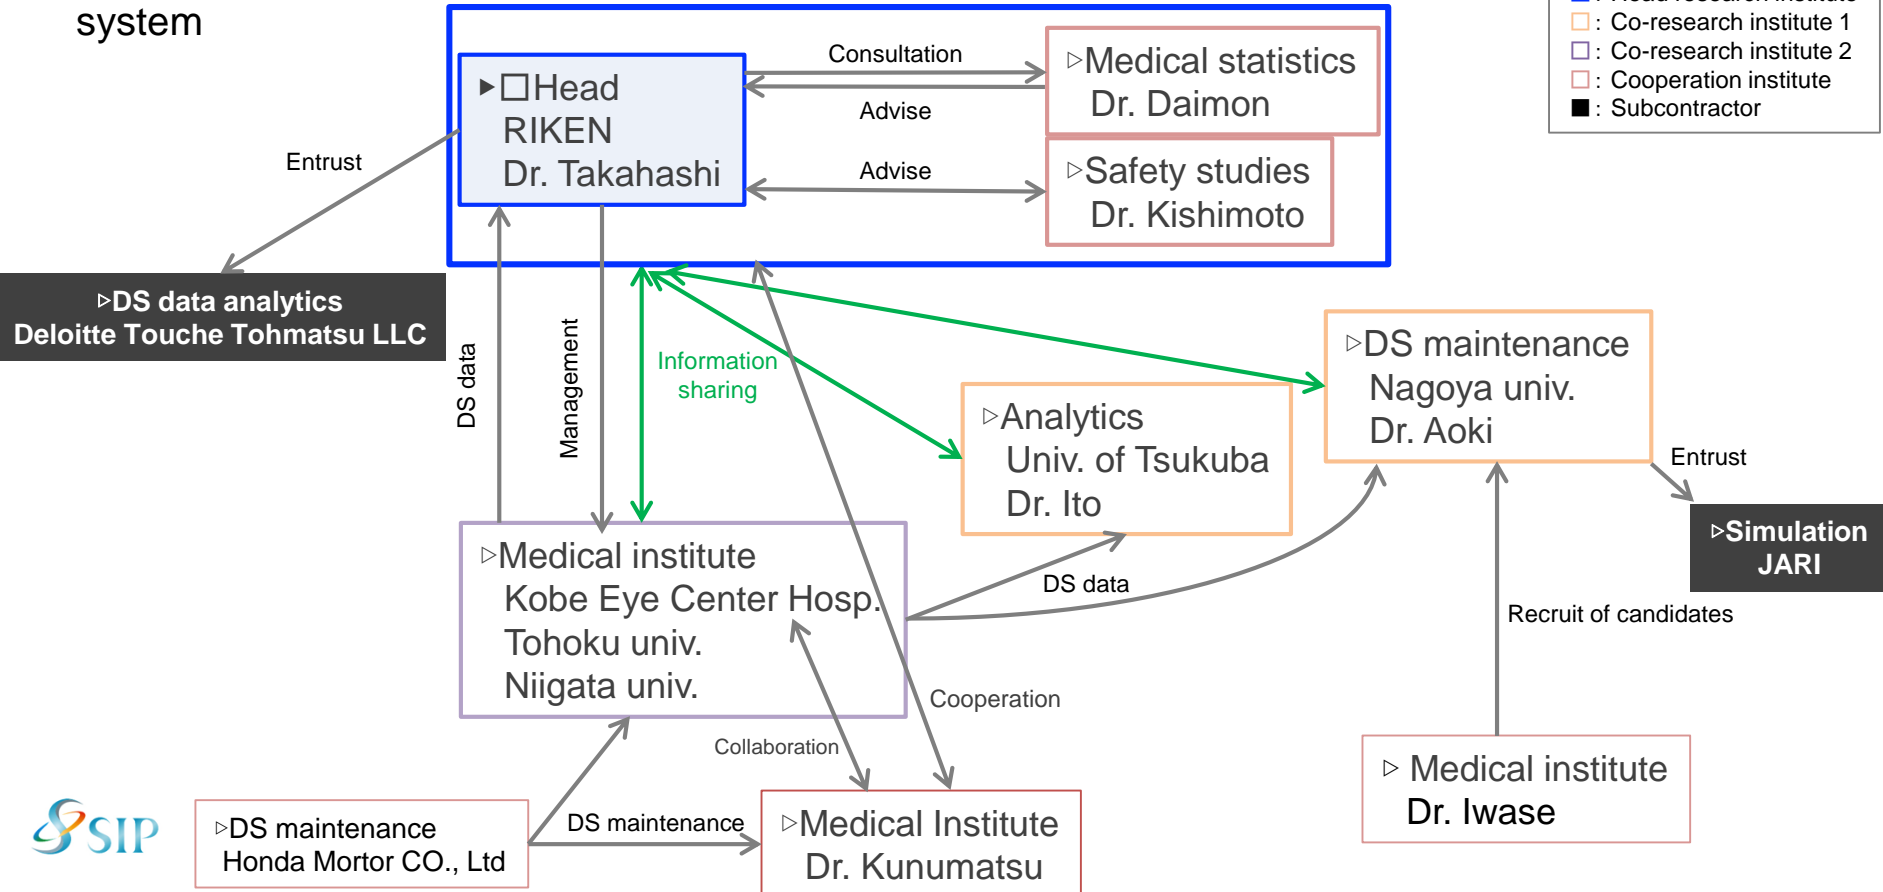 system
□: Head research institute
□: Co-research institute 1
□: Co-research institute 2
□: Cooperation institute
■: Subcontractor
▶□Head
RIKEN
Dr. Takahashi
Consultation
Advise
Advise
▷Medical statistics
Dr. Daimon
▷Safety studies
Dr. Kishimoto
Entrust
▷DS data analytics
Deloitte Touche Tohmatsu LLC
DS data
Management
Information
sharing
▷DS maintenance
Nagoya univ.
Dr. Aoki
▷Analytics
Univ. of Tsukuba
Dr. Ito
Entrust
▷Simulation
JARI
▷Medical institute
Kobe Eye Center Hosp.
Tohoku univ.
Niigata univ.
DS data
Recruit of candidates
Cooperation
Collaboration
▷ Medical institute
Dr. Iwase
SIP
▷DS maintenance
Honda Mortor CO., Ltd
DS maintenance
▷Medical Institute
Dr. Kunumatsu